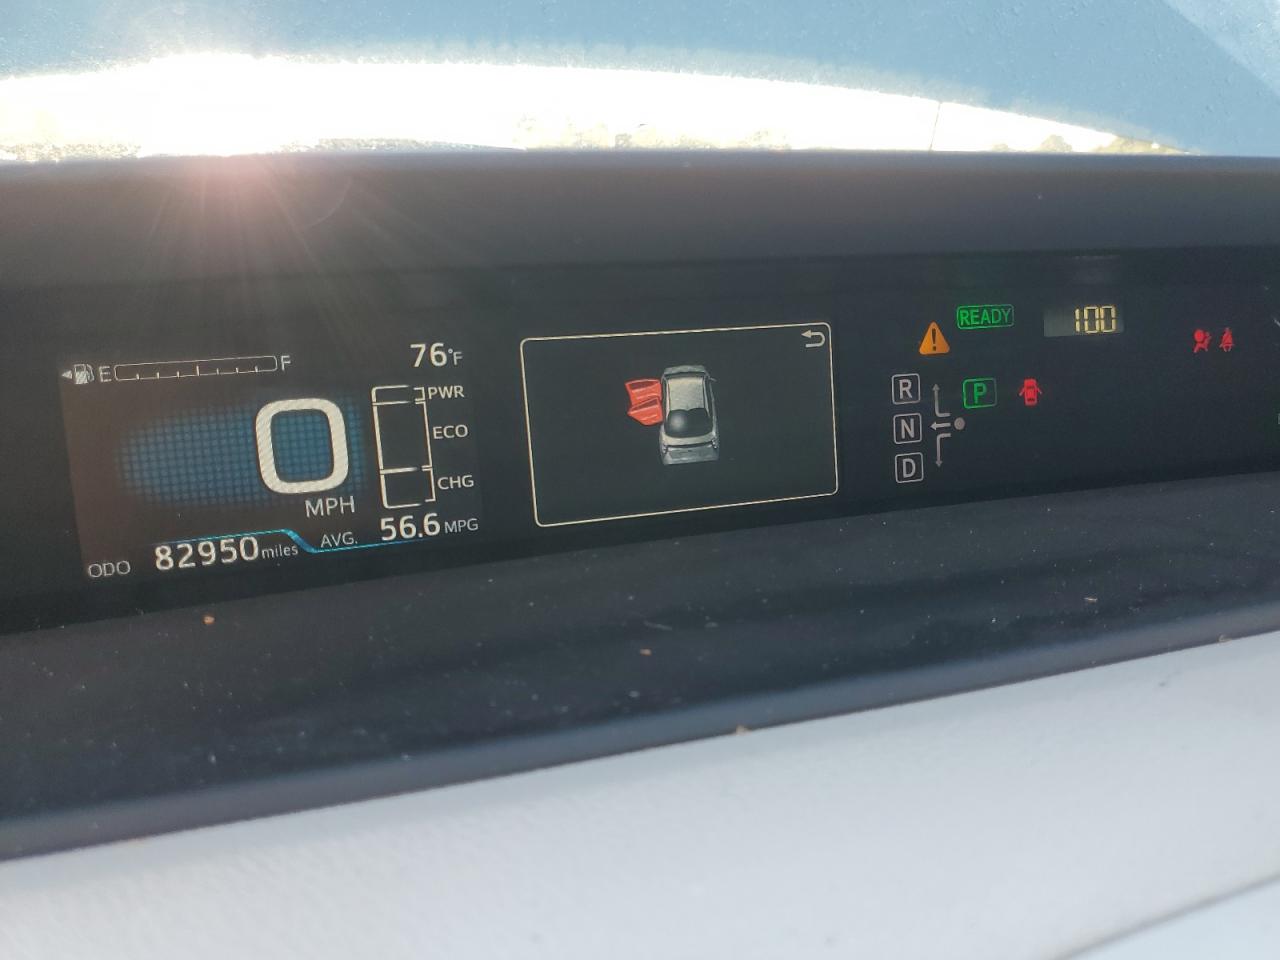 E F
76°F
PWR
ECO
CHG
0
MPH
ODO 82950 miles
AVG. 56.6 MPG
READY
100
R
P
N
D